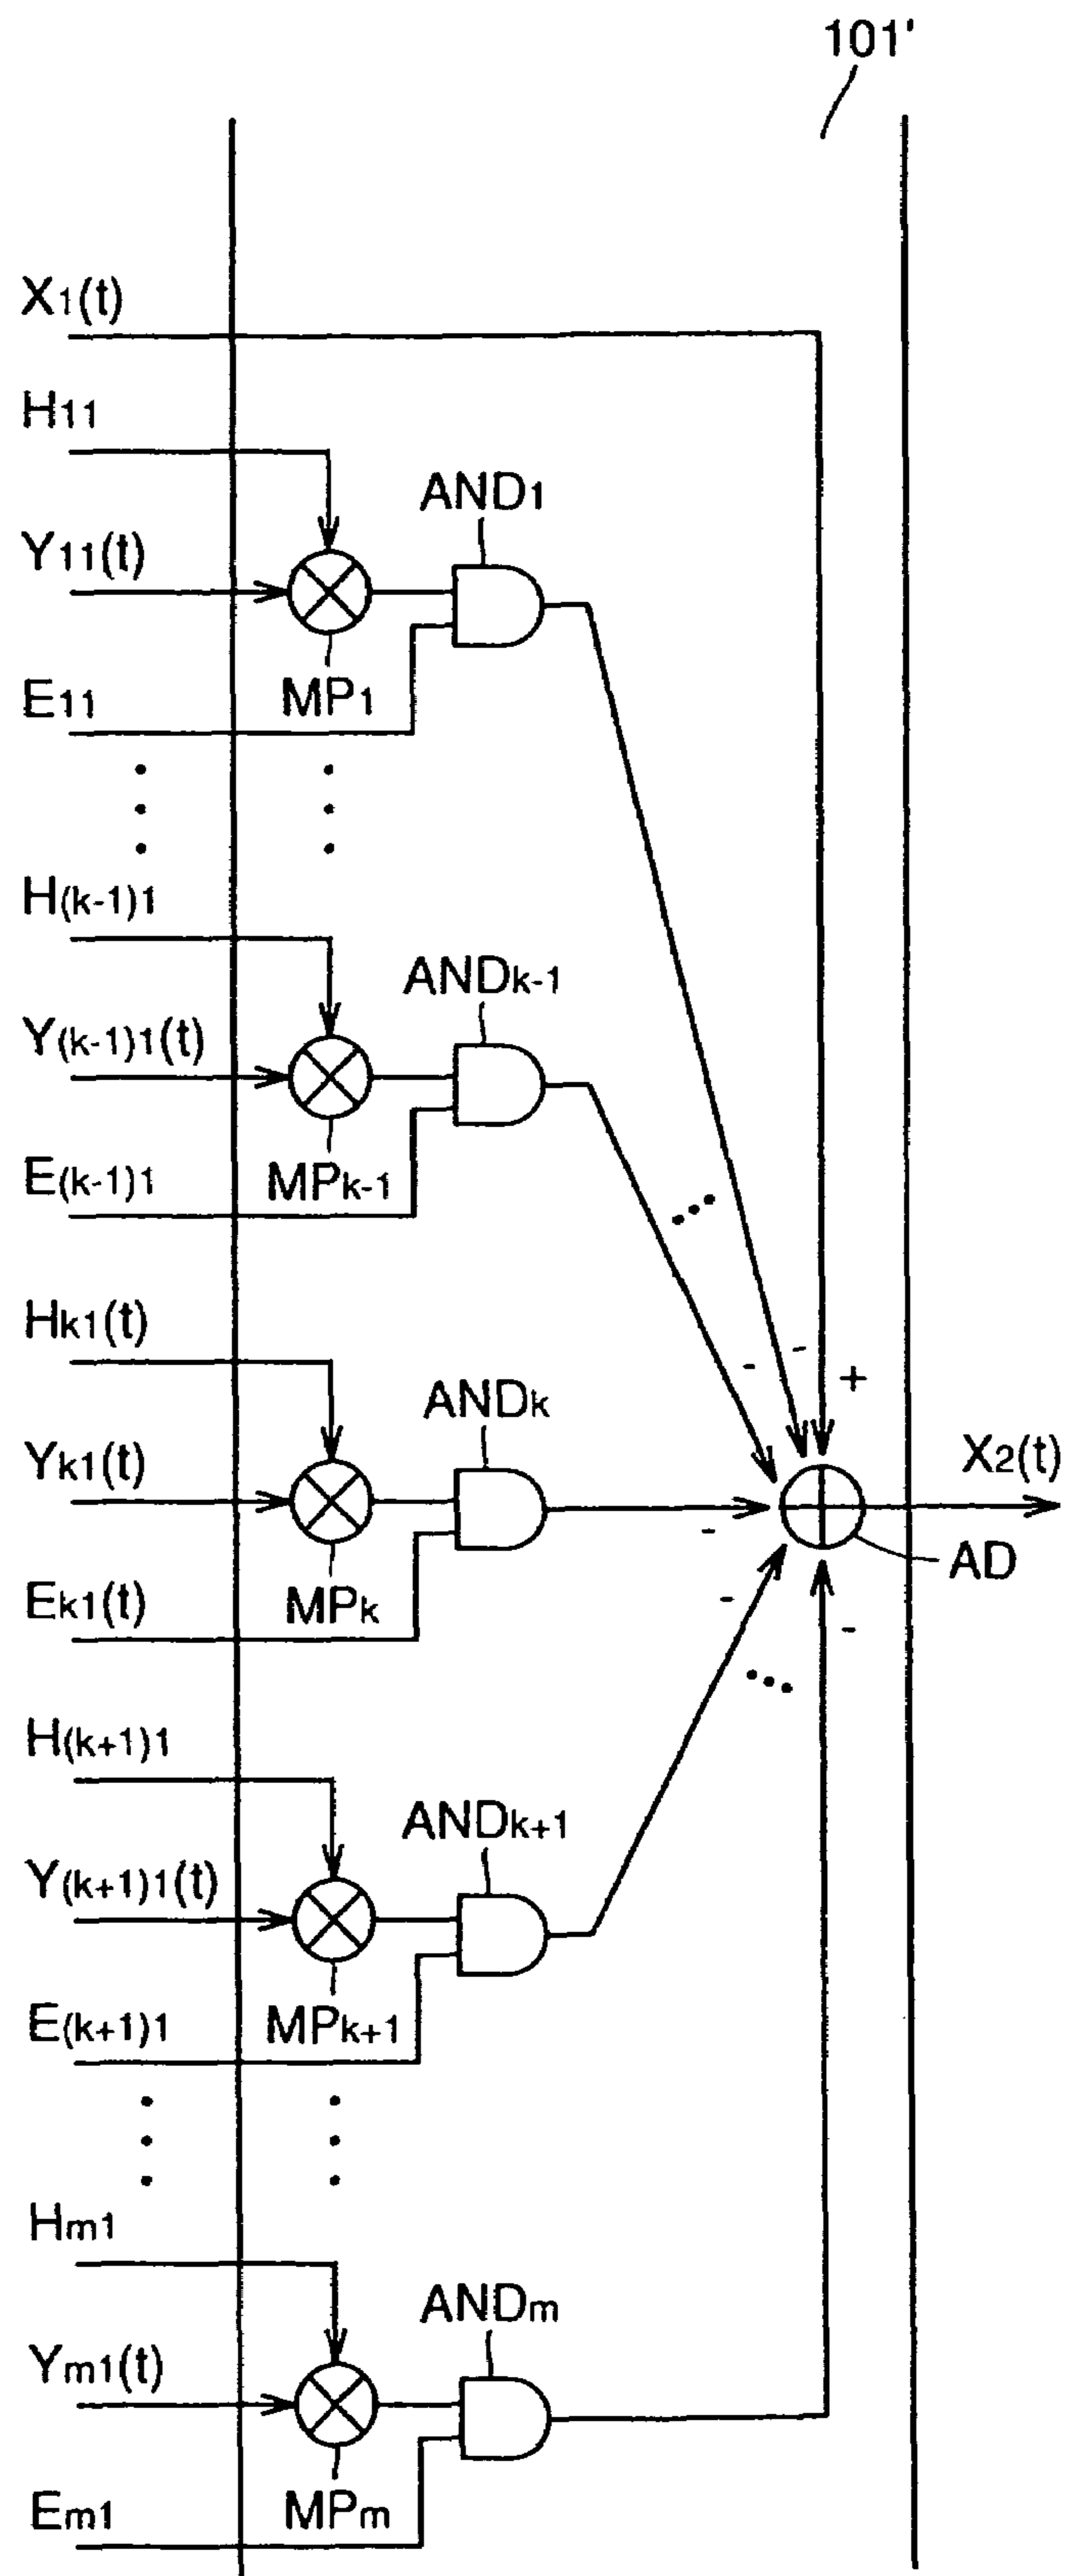 101'
X1(t)
H11
AND1
Y11(t)
MP1
E11
H(k-1)1
ANDk-1
Y(k-1)1(t)
MPk-1
E(k-1)1
Hk1(t)
- - +
ANDk
Yk1(t)
X2(t)
-
AD
MPk
Ek1(t)
-
-
H(k+1)1
ANDk+1
Y(k+1)1(t)
MPk+1
E(k+1)1
Hm1
ANDm
Ym1(t)
MPm
Em1